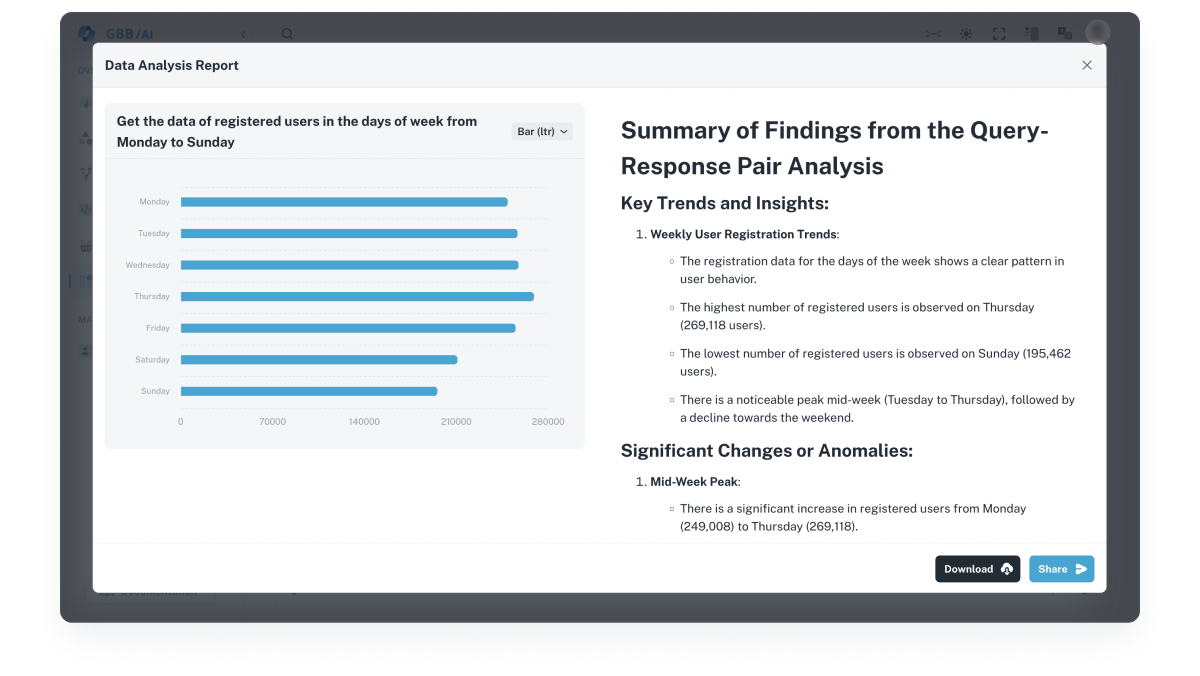 GBB/AI
Data Analysis Report
Get the data of registered users in the days of week from
Monday to Sunday
Bar (ltr)
Monday
Tuesday
Wednesday
Thursday
Friday
Saturday
Sunday
0 70000 140000 210000 280000
Summary of Findings from the Query-
Response Pair Analysis
Key Trends and Insights:
1. Weekly User Registration Trends:
The registration data for the days of the week shows a clear pattern in
user behavior.
The highest number of registered users is observed on Thursday
(269,118 users).
The lowest number of registered users is observed on Sunday (195,462
users).
There is a noticeable peak mid-week (Tuesday to Thursday), followed by
a decline towards the weekend.
Significant Changes or Anomalies:
1. Mid-Week Peak:
There is a significant increase in registered users from Monday
(249,008) to Thursday (269,118).
Download
Share